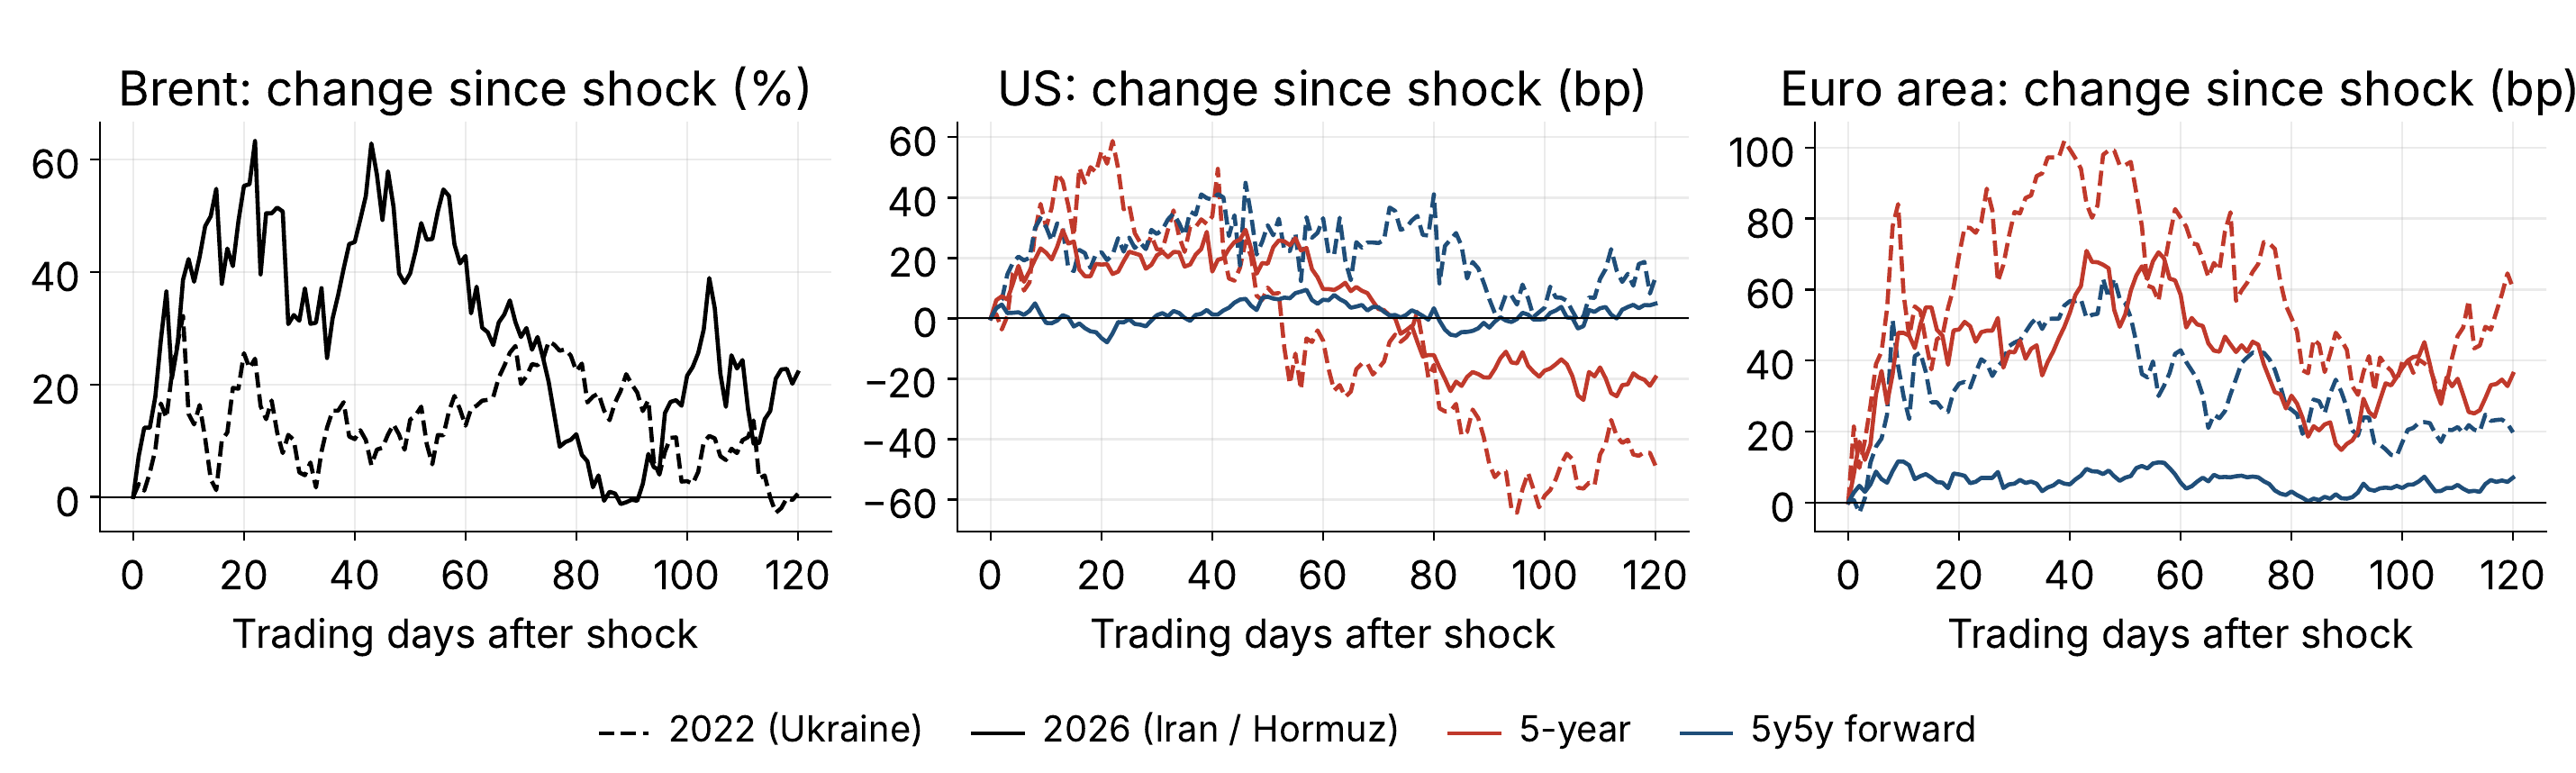 Brent: change since shock (%)
US: change since shock (bp)
Euro area: change since shock (bp)
60
40
20
0
60
40
20
0
−20
−40
−60
100
80
60
40
20
0
0 20 40 60 80 100 120
0 20 40 60 80 100 120
0 20 40 60 80 100 120
Trading days after shock
Trading days after shock
Trading days after shock
2022 (Ukraine) 2026 (Iran / Hormuz) 5-year 5y5y forward